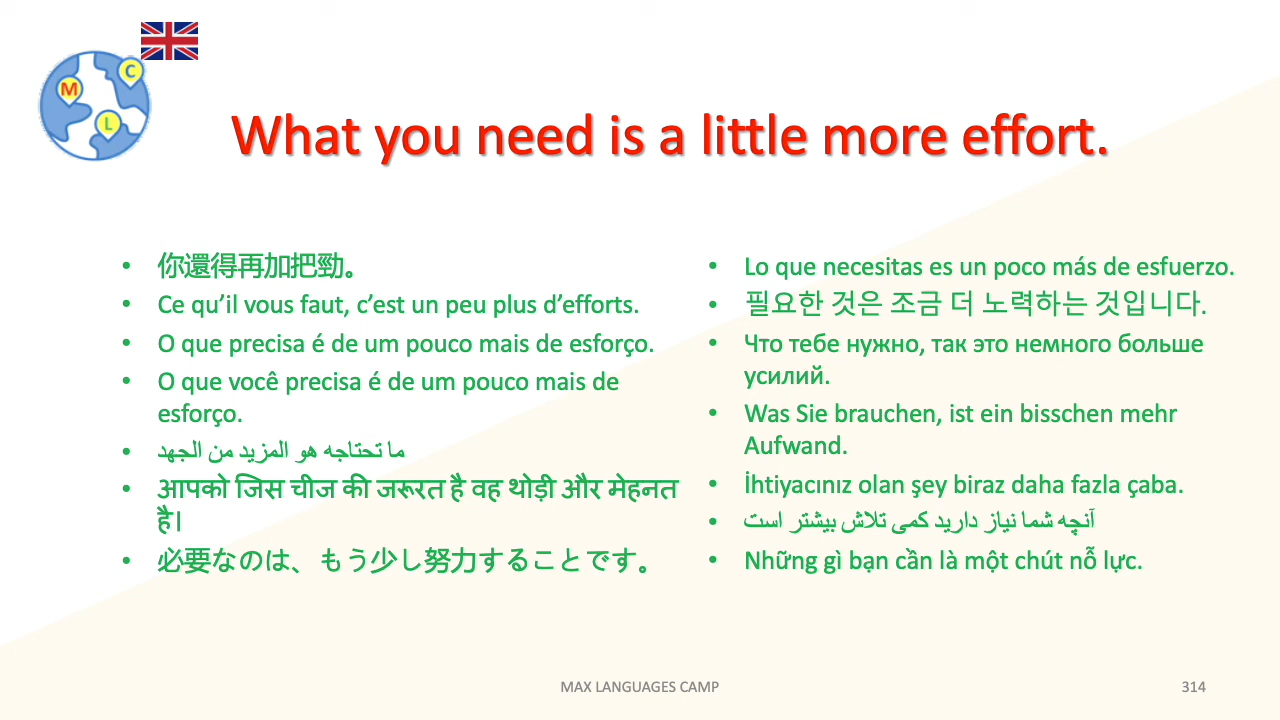 M
C
L
What you need is a little more effort.
• 你還得再加把勁。
• Ce qu’il vous faut, c’est un peu plus d’efforts.
• O que precisa é de um pouco mais de esforço.
• O que você precisa é de um pouco mais de
esforço.
• ما تحتاجه هو المزيد من الجهد
• आपको जिस चीज की जरूरत है वह थोड़ी और मेहनत
है।
• 必要なのは、もう少し努力することです。
• Lo que necesitas es un poco más de esfuerzo.
• 필요한 것은 조금 더 노력하는 것입니다.
• Что тебе нужно, так это немного больше
усилий.
• Was Sie brauchen, ist ein bisschen mehr
Aufwand.
• İhtiyacınız olan şey biraz daha fazla çaba.
• آنچه شما نیاز دارید کمی تلاش بیشتر است
• Những gì bạn cần là một chút nỗ lực.
MAX LANGUAGES CAMP
314